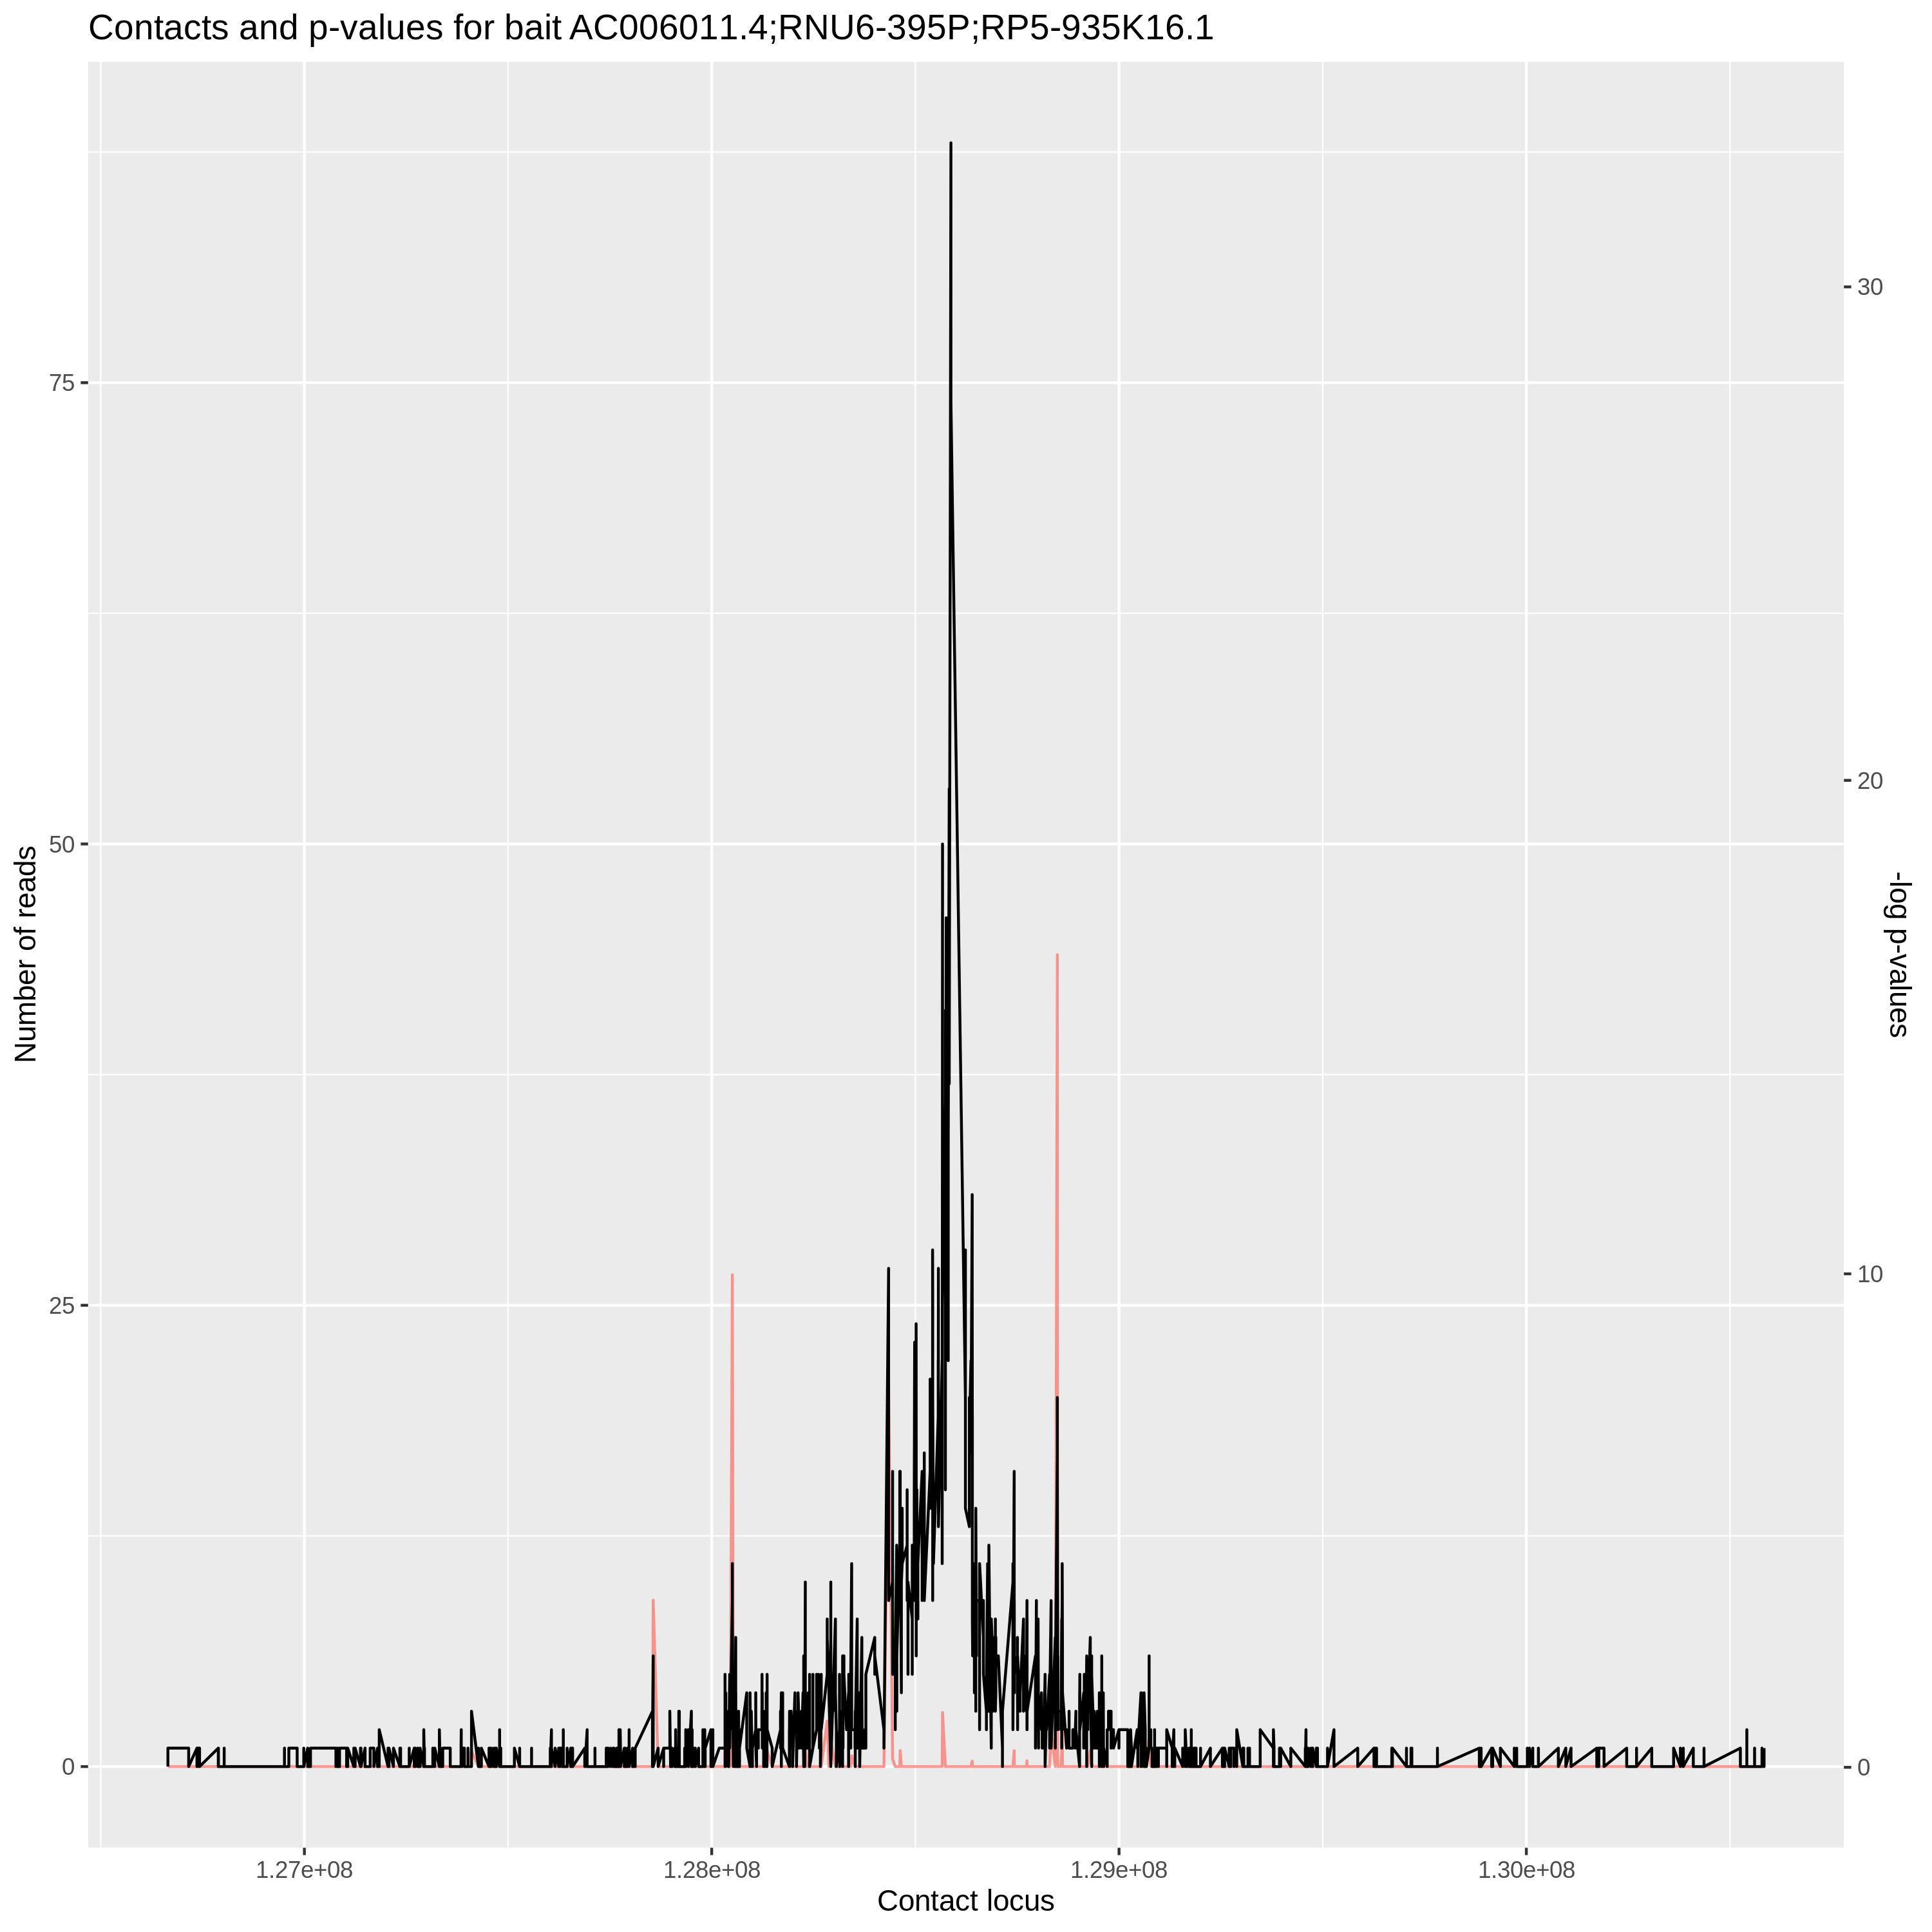 Contacts and p-values for bait AC006011.4;RNU6-395P;RP5-935K16.1
30
75
20
50
Number of reads
-log p-values
10
25
0
0
1.27e+08
1.28e+08
1.29e+08
1.30e+08
Contact locus